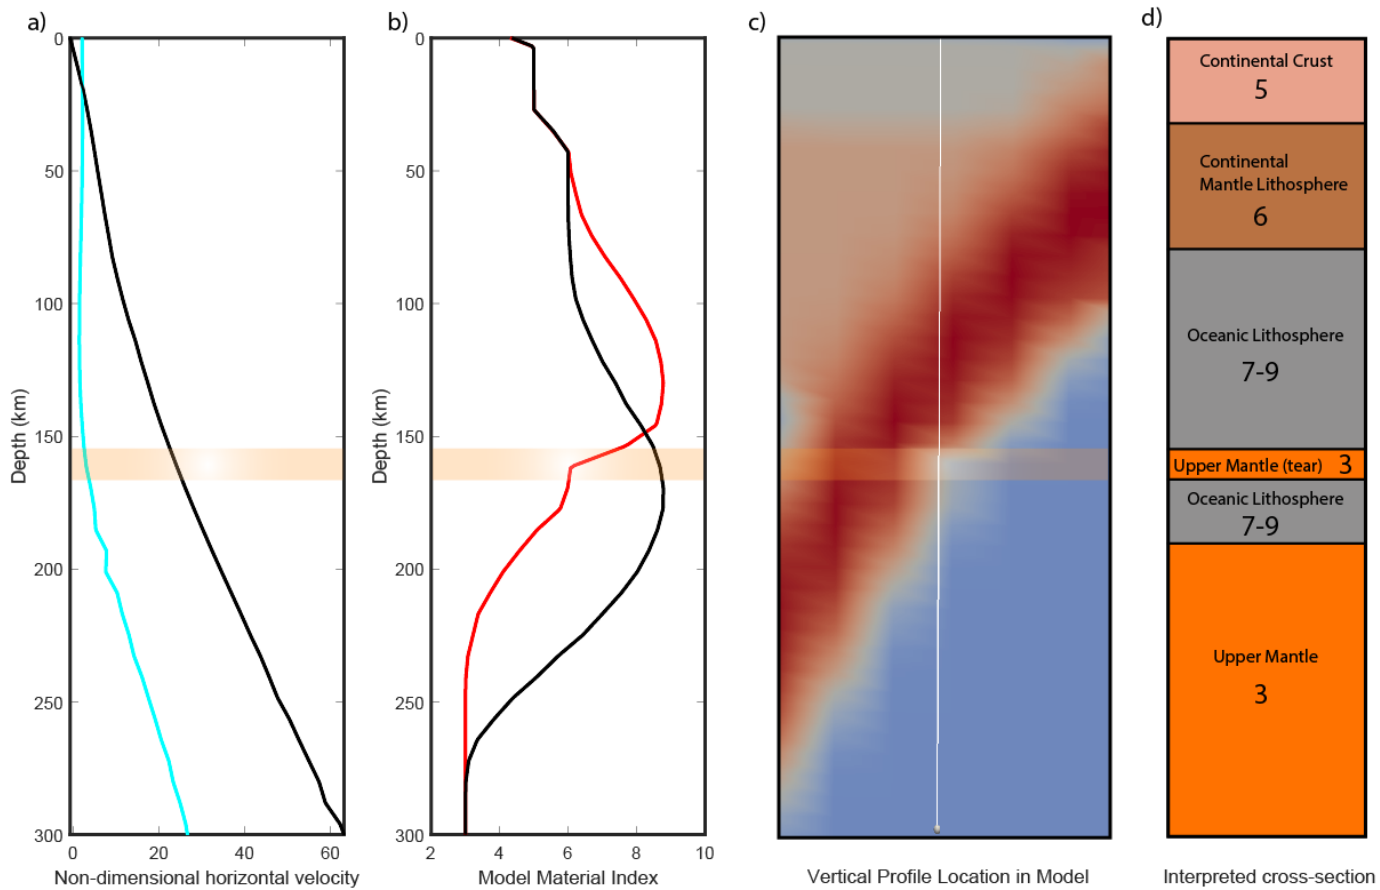 a)
b)
c)
d)
0
50
100
150
200
250
300
Depth (km)
0 20 40 60
Non-dimensional horizontal velocity
0
50
100
150
200
250
300
Depth (km)
2 4 6 8 10
Model Material Index
Vertical Profile Location in Model
Continental Crust
5
Continental
Mantle Lithosphere
6
Oceanic Lithosphere
7-9
Upper Mantle (tear) 3
Oceanic Lithosphere
7-9
Upper Mantle
3
Interpreted cross-section